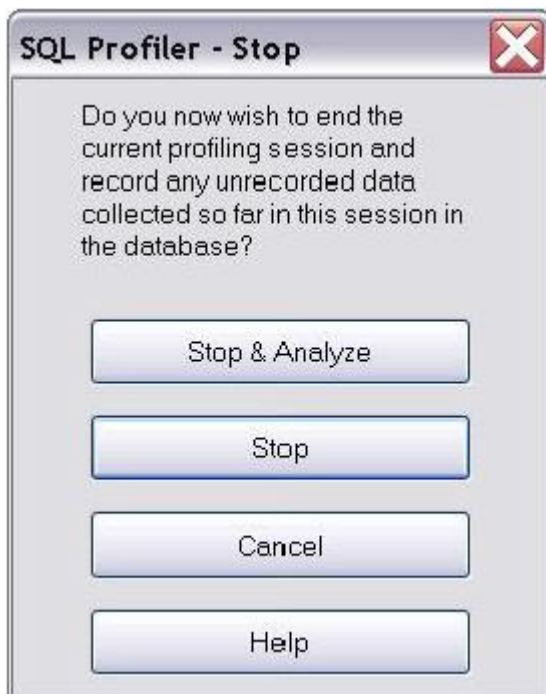 SQL Profiler - Stop
Do you now wish to end the
current profiling session and
record any unrecorded data
collected so far in this session in
the database?
Stop & Analyze
Stop
Cancel
Help